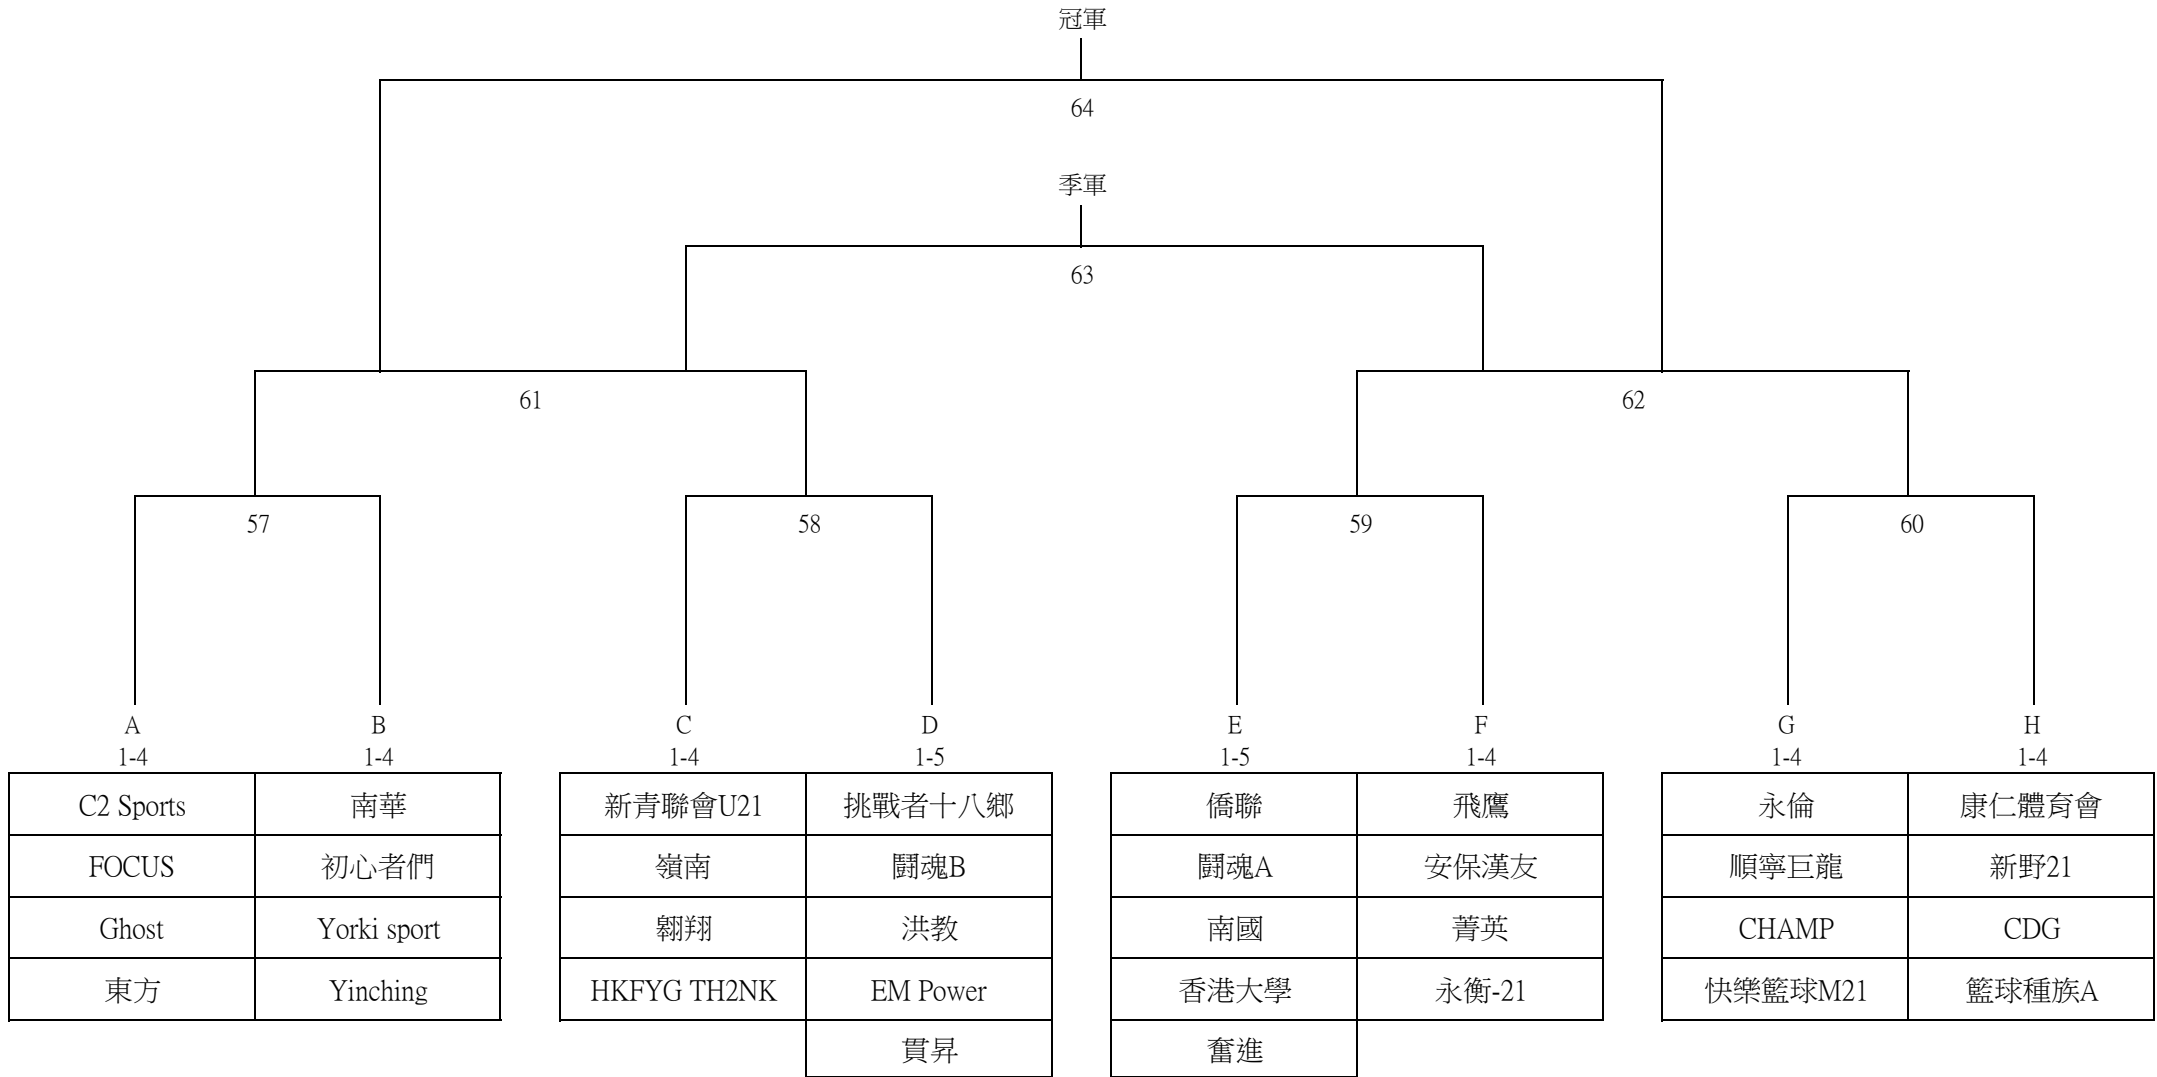 冠軍
64
季軍
63
61 62
57 58 59 60
A B C D E F G H
1-4 1-4 1-4 1-5 1-5 1-4 1-4 1-4
C2 Sports 南華 新青聯會U21 挑戰者十八鄉 僑聯 飛鷹 永倫 康仁體育會
FOCUS 初心者們 嶺南 鬪魂B 鬪魂A 安保漢友 順寧巨龍 新野21
Ghost Yorki sport 翱翔 洪教 南國 菁英 CHAMP CDG
東方 Yinching HKFYG TH2NK EM Power 香港大學 永衡-21 快樂籃球M21 籃球種族A
貫昇 奮進